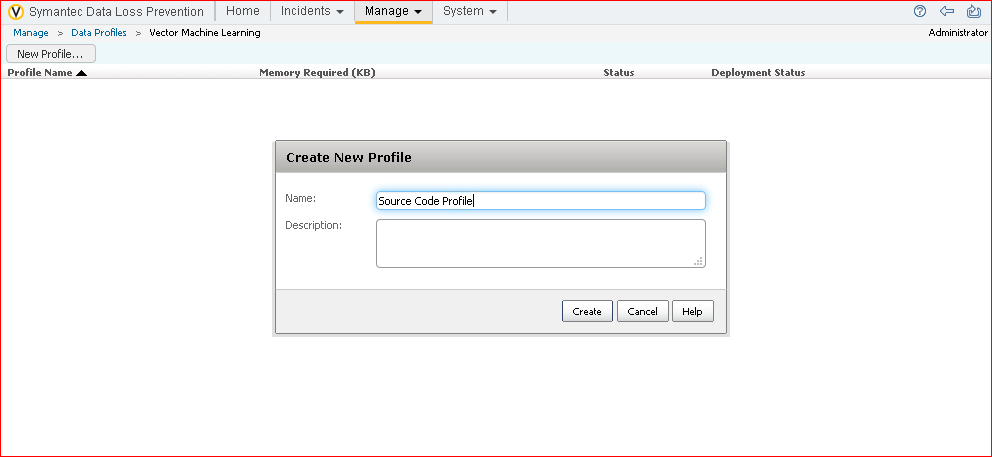 Symantec Data Loss Prevention Home Incidents Manage System
Manage > Data Profiles > Vector Machine Learning Administrator
New Profile...
Profile Name Memory Required (KB) Status Deployment Status
Create New Profile
Name: Source Code Profile
Description:
Create Cancel Help